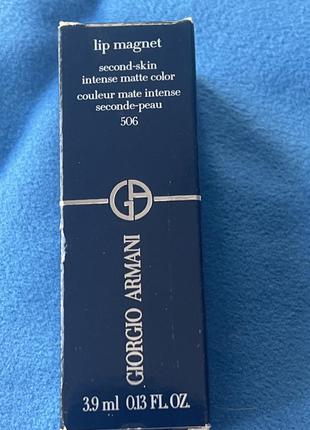 lip magnet
second-skin
intense matte color
couleur mate intense
seconde-peau
506
GA
GIORGIO ARMANI
3.9 ml 0.13 FL.OZ.